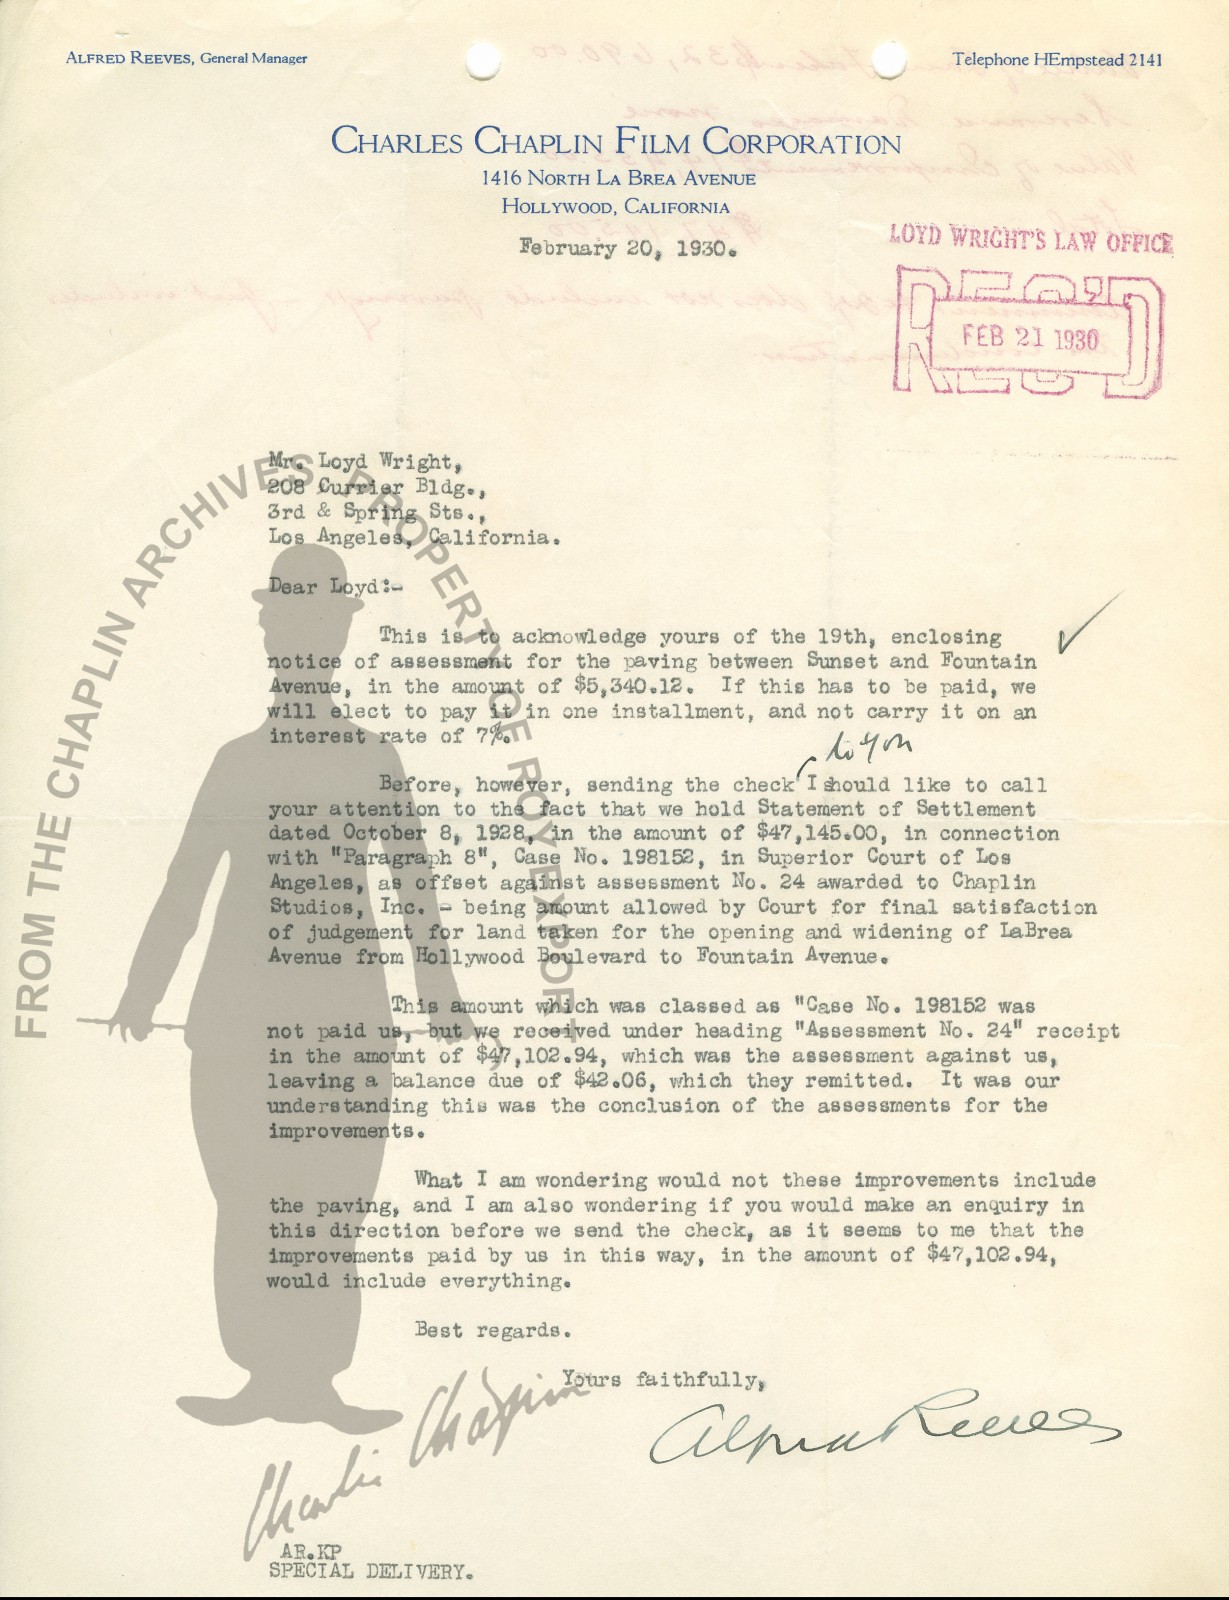 ALFRED REEVES, General Manager
Telephone HEmpstead 2141
CHARLES CHAPLIN FILM CORPORATION
1416 NORTH LA BREA AVENUE
HOLLYWOOD, CALIFORNIA
February 20, 1930.
LOYD WRIGHT'S LAW OFFICE
REC'D
FEB 21 1930
Mr. Loyd Wright,
208 Currier Bldg.,
3rd & Spring Sts.,
Los Angeles, California.
Dear Loyd:-
This is to acknowledge yours of the 19th, enclosing
notice of assessment for the paving between Sunset and Fountain
Avenue, in the amount of $5,340.12. If this has to be paid, we
will elect to pay it in one installment, and not carry it on an
interest rate of 7%.
to you
Before, however, sending the check I should like to call
your attention to the fact that we hold Statement of Settlement
dated October 8, 1928, in the amount of $47,145.00, in connection
with "Paragraph 8", Case No. 198152, in Superior Court of Los
Angeles, as offset against assessment No. 24 awarded to Chaplin
Studios, Inc. - being amount allowed by Court for final satisfaction
of judgement for land taken for the opening and widening of LaBrea
Avenue from Hollywood Boulevard to Fountain Avenue.
This amount which was classed as "Case No. 198152 was
not paid us, but we received under heading "Assessment No. 24" receipt
in the amount of $47,102.94, which was the assessment against us,
leaving a balance due of $42.06, which they remitted. It was our
understanding this was the conclusion of the assessments for the
improvements.
What I am wondering would not these improvements include
the paving, and I am also wondering if you would make an enquiry in
this direction before we send the check, as it seems to me that the
improvements paid by us in this way, in the amount of $47,102.94,
would include everything.
Best regards.
Yours faithfully,
Alfred Reeves
Charlie Chaplin
AR.KP
SPECIAL DELIVERY.
FROM THE CHAPLIN ARCHIVES PROPERTY OF ROY EXPORT